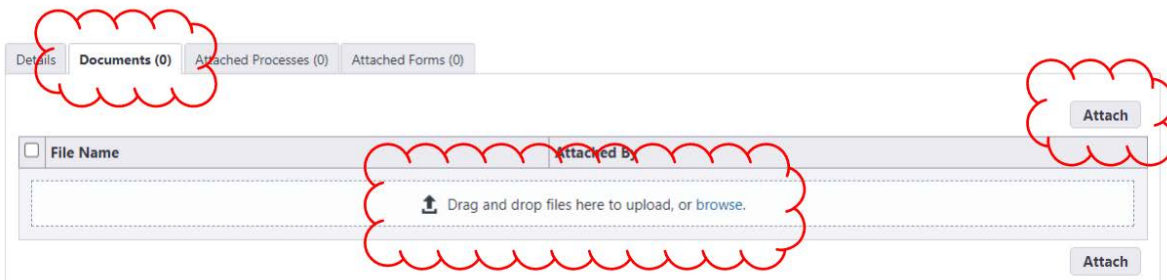 Details Documents (0) Attached Processes (0) Attached Forms (0)
Attach
File Name Attached By
Drag and drop files here to upload, or browse.
Attach